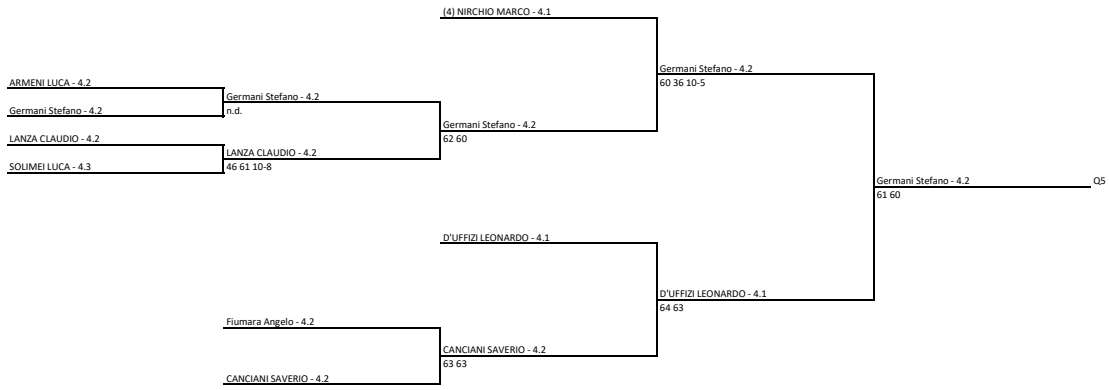 (4) NIRCHIO MARCO - 4.1
Germani Stefano - 4.2
60 36 10-5
ARMENI LUCA - 4.2
Germani Stefano - 4.2
Germani Stefano - 4.2
n.d.
Germani Stefano - 4.2
62 60
LANZA CLAUDIO - 4.2
LANZA CLAUDIO - 4.2
46 61 10-8
SOLIMEI LUCA - 4.3
Germani Stefano - 4.2
61 60
Q5
D'UFFIZI LEONARDO - 4.1
D'UFFIZI LEONARDO - 4.1
64 63
Fiumara Angelo - 4.2
CANCIANI SAVERIO - 4.2
63 63
CANCIANI SAVERIO - 4.2